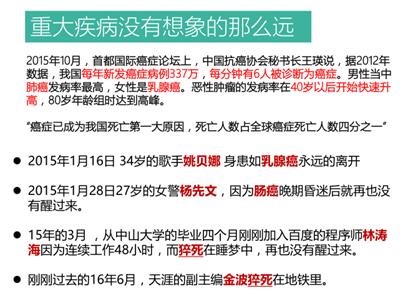 重大疾病没有想象的那么远
2015年10月，首都国际癌症论坛上，中国抗癌协会秘书长王瑛说，据2012年
数据，我国每年新发癌症病例337万，每分钟有6人被诊断为癌症。男性当中
肺癌发病率最高，女性是乳腺癌。恶性肿瘤的发病率在40岁以后开始快速升
高，80岁年龄组时达到高峰。
“癌症已成为我国死亡第一大原因，死亡人数占全球癌症死亡人数四分之一”
● 2015年1月16日 34岁的歌手姚贝娜 身患如乳腺癌永远的离开
● 2015年1月28日27岁的女警杨先文，因为肠癌晚期昏迷后就再也没
有醒过来。
● 15年的3月 ，从中山大学的毕业四个月刚刚加入百度的程序师林涛
海因为连续工作48小时，而猝死在睡梦中，再也没有醒过来。
● 刚刚过去的16年6月，天涯的副主编金波猝死在地铁里。